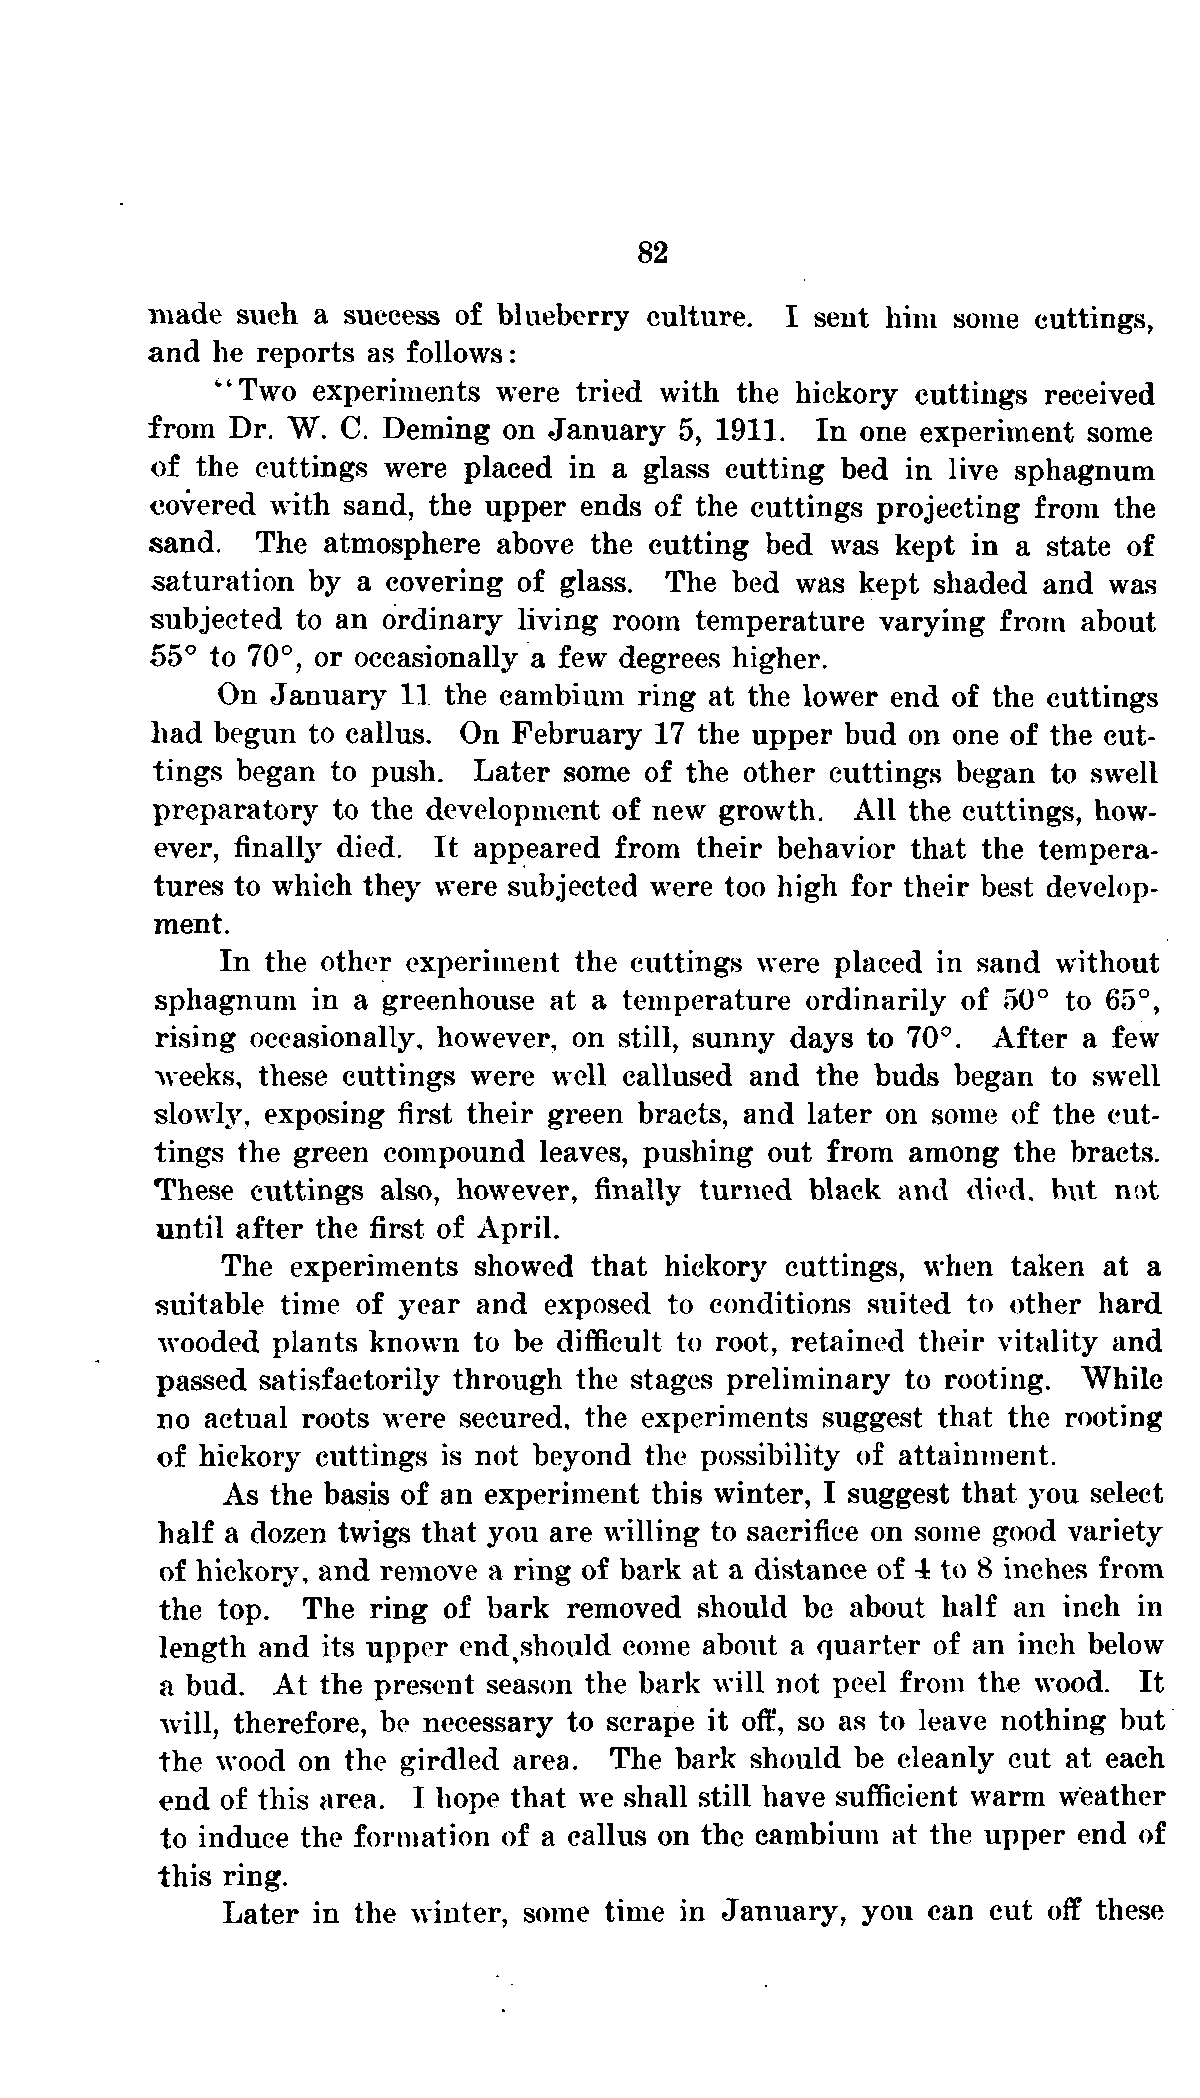 82
made such a success of blueberry culture. I sent him some cuttings,
and he reports as follows:
"Two experiments were tried with the hickory cuttings received
from Dr. W. C. Deming on January 5, 1911. In one experiment some
of the cuttings were placed in a glass cutting bed in live sphagnum
covered with sand, the upper ends of the cuttings projecting from the
sand. The atmosphere above the cutting bed was kept in a state of
saturation by a covering of glass. The bed was kept shaded and was
subjected to an ordinary living room temperature varying from about
55° to 70°, or occasionally a few degrees higher.
On January 11 the cambium ring at the lower end of the cuttings
had begun to callus. On February 17 the upper bud on one of the cut-
tings began to push. Later some of the other cuttings began to swell
preparatory to the development of new growth. All the cuttings, how-
ever, finally died. It appeared from their behavior that the tempera-
tures to which they were subjected were too high for their best develop-
ment.
In the other experiment the cuttings were placed in sand without
sphagnum in a greenhouse at a temperature ordinarily of 50° to 65°,
rising occasionally, however, on still, sunny days to 70°. After a few
weeks, these cuttings were well callused and the buds began to swell
slowly, exposing first their green bracts, and later on some of the cut-
tings the green compound leaves, pushing out from among the bracts.
These cuttings also, however, finally turned black and died, but not
until after the first of April.
The experiments showed that hickory cuttings, when taken at a
suitable time of year and exposed to conditions suited to other hard
wooded plants known to be difficult to root, retained their vitality and
passed satisfactorily through the stages preliminary to rooting. While
no actual roots were secured, the experiments suggest that the rooting
of hickory cuttings is not beyond the possibility of attainment.
As the basis of an experiment this winter, I suggest that you select
half a dozen twigs that you are willing to sacrifice on some good variety
of hickory, and remove a ring of bark at a distance of 4 to 8 inches from
the top. The ring of bark removed should be about half an inch in
length and its upper end should come about a quarter of an inch below
a bud. At the present season the bark will not peel from the wood. It
will, therefore, be necessary to scrape it off, so as to leave nothing but
the wood on the girdled area. The bark should be cleanly cut at each
end of this area. I hope that we shall still have sufficient warm weather
to induce the formation of a callus on the cambium at the upper end of
this ring.
Later in the winter, some time in January, you can cut off these